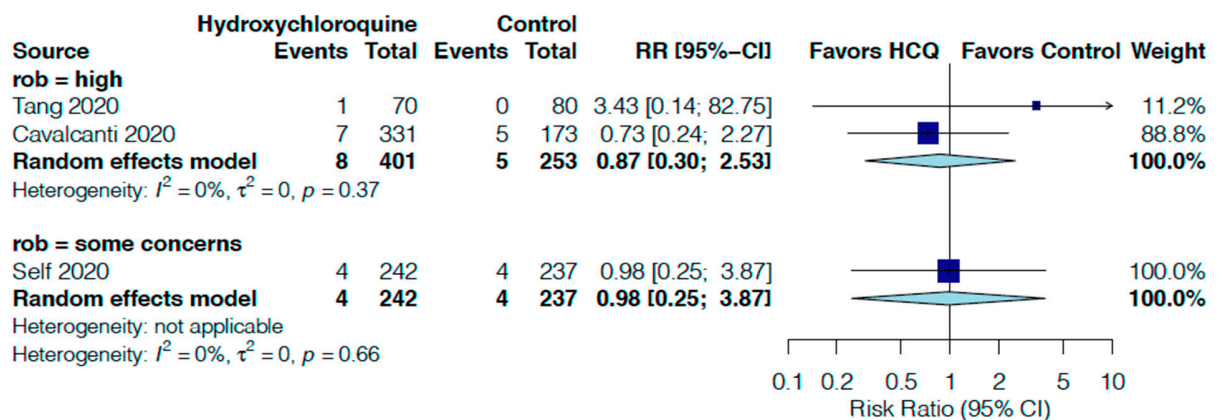 Hydroxychloroquine Control
Source Events Total Events Total RR [95%−CI] Favors HCQ Favors Control Weight
rob = high
Tang 2020 1 70 0 80 3.43 [0.14; 82.75] 11.2%
Cavalcanti 2020 7 331 5 173 0.73 [0.24; 2.27] 88.8%
Random effects model 8 401 5 253 0.87 [0.30; 2.53] 100.0%
Heterogeneity: I² = 0%, τ² = 0, p = 0.37
rob = some concerns
Self 2020 4 242 4 237 0.98 [0.25; 3.87] 100.0%
Random effects model 4 242 4 237 0.98 [0.25; 3.87] 100.0%
Heterogeneity: not applicable
Heterogeneity: I² = 0%, τ² = 0, p = 0.66
0.1 0.2 0.5 1 2 5 10
Risk Ratio (95% CI)